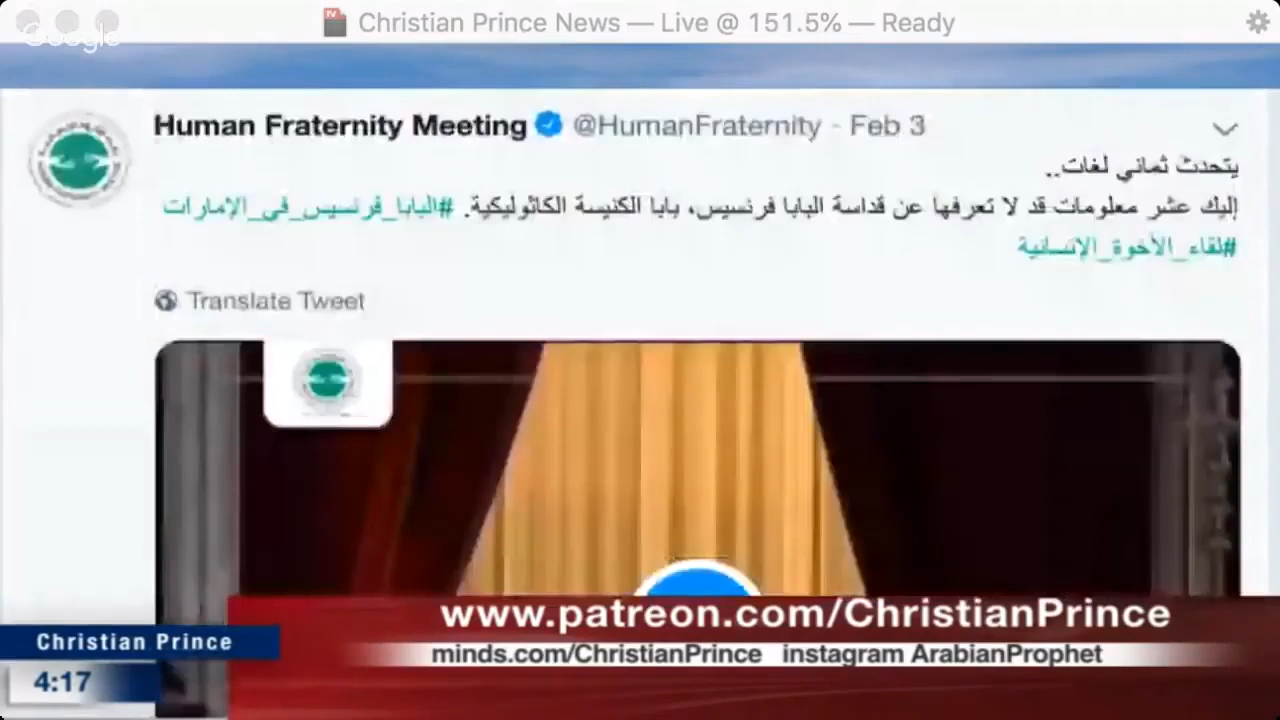 Christian Prince News — Live @ 151.5% — Ready
Google
Human Fraternity Meeting @HumanFraternity - Feb 3
يتحدث ثماني لغات..
إليك عشر معلومات قد لا تعرفها عن قداسة البابا فرنسيس، بابا الكنيسة الكاثوليكية. #البابا_فرنسيس_في_الإمارات
#لقاء_الأخوة_الإنسانية
Translate Tweet
www.patreon.com/ChristianPrince
Christian Prince
minds.com/ChristianPrince instagram ArabianProphet
4:17